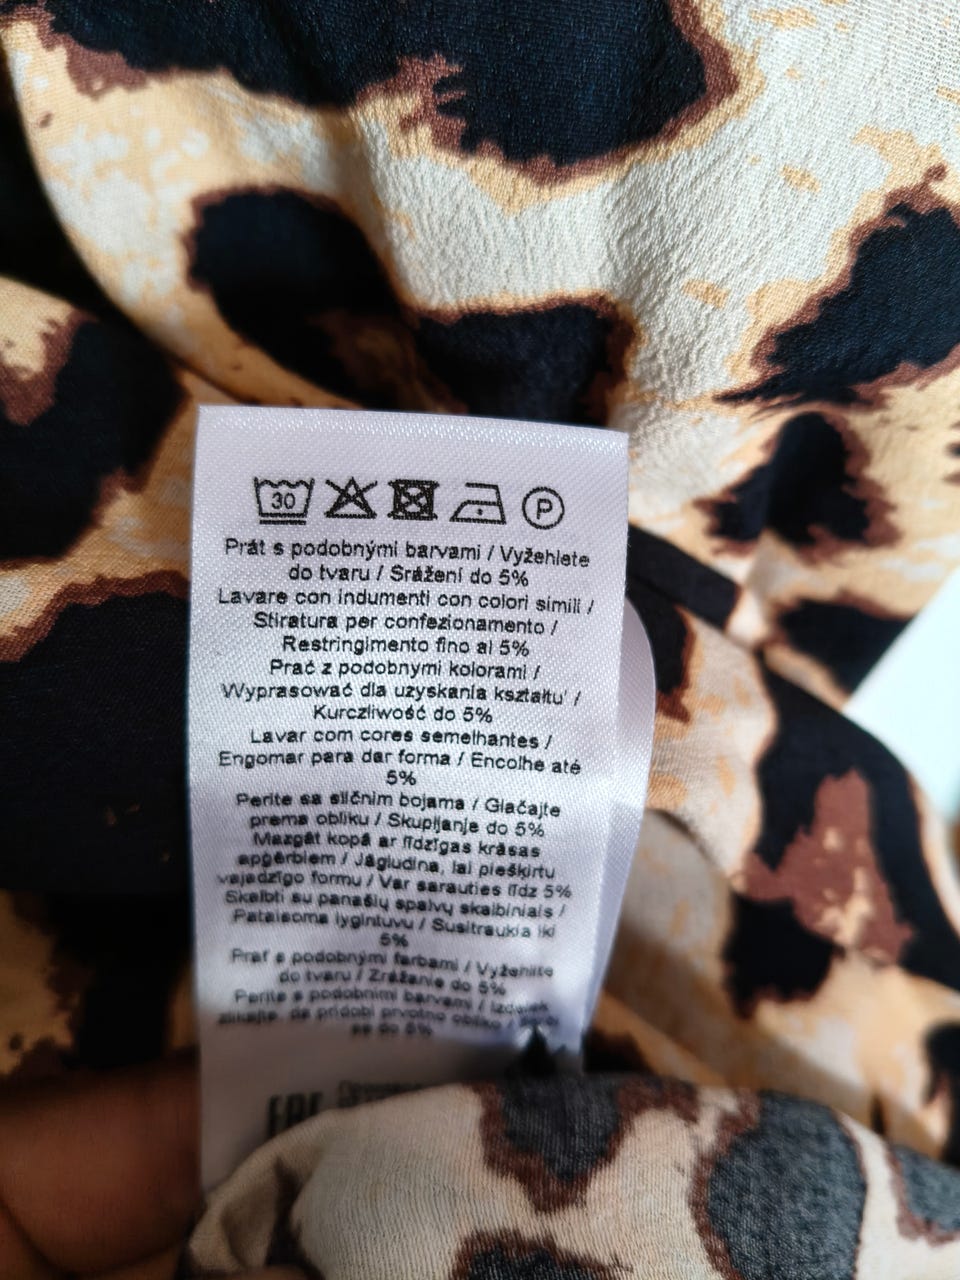 30 P
Prát s podobnými barvami / Vyžehlete
do tvaru / Srážení do 5%
Lavare con indumenti con colori simili /
Stiratura per confezionamento /
Restringimento fino al 5%
Prać z podobnymi kolorami /
Wyprasować dla uzyskania kształtu' /
Kurczliwość do 5%
Lavar com cores semelhantes /
Engomar para dar forma / Encolhe até
5%
Perite sa sličnim bojama / Glačajte
prema obliku / Skupljanje do 5%
Mazgāt kopā ar līdzīgas krāsas
apģērbiem / Jāgludina, lai piešķirtu
vajadzīgo formu / Var sarauties līdz 5%
Skalbti su panašių spalvų skalbiniais /
Pataisoma lygintuvu / Susitraukia iki
5%
Prať s podobnými farbami / Vyžehlite
do tvaru / Zrážanie do 5%
Perite s podobnimi barvami /
da pridobi prvotno obliko /
se do 5%